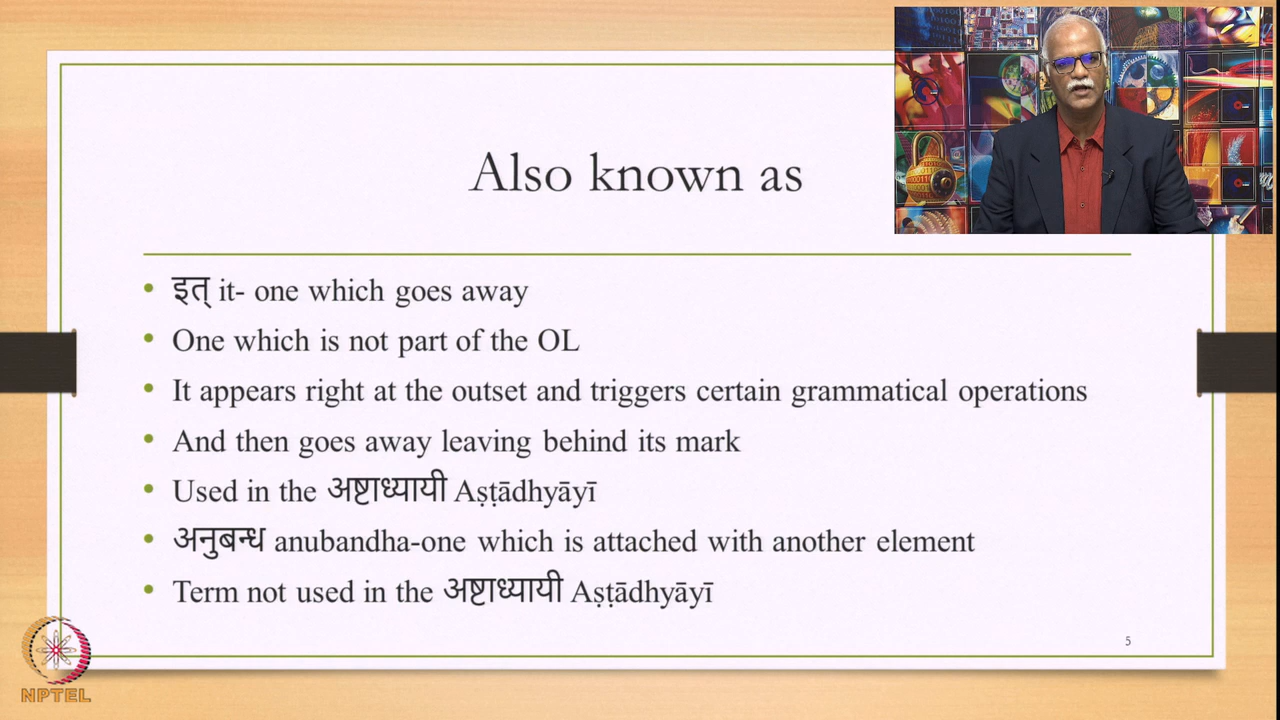 Also known as
इत् it- one which goes away
One which is not part of the OL
It appears right at the outset and triggers certain grammatical operations
And then goes away leaving behind its mark
Used in the अष्टाध्यायी Aṣṭādhyāyī
अनुबन्ध anubandha-one which is attached with another element
Term not used in the अष्टाध्यायी Aṣṭādhyāyī
5
NPTEL